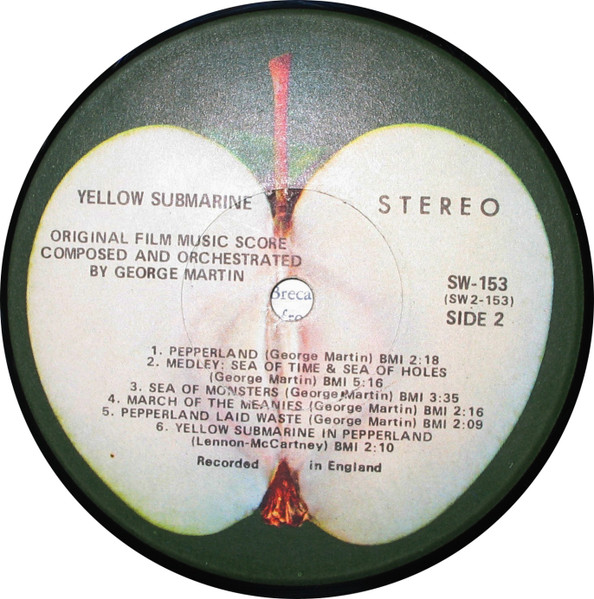 YELLOW SUBMARINE
STEREO
ORIGINAL FILM MUSIC SCORE
COMPOSED AND ORCHESTRATED
BY GEORGE MARTIN
SW-153
(SW2-153)
SIDE 2
1. PEPPERLAND (George Martin) BMI 2:18
2. MEDLEY: SEA OF TIME & SEA OF HOLES
(George Martin) BMI 5:16
3. SEA OF MONSTERS (George Martin) BMI 3:35
4. MARCH OF THE MEANIES (George Martin) BMI 2:16
5. PEPPERLAND LAID WASTE (George Martin) BMI 2:09
6. YELLOW SUBMARINE IN PEPPERLAND
(Lennon-McCartney) BMI 2:10
Recorded in England